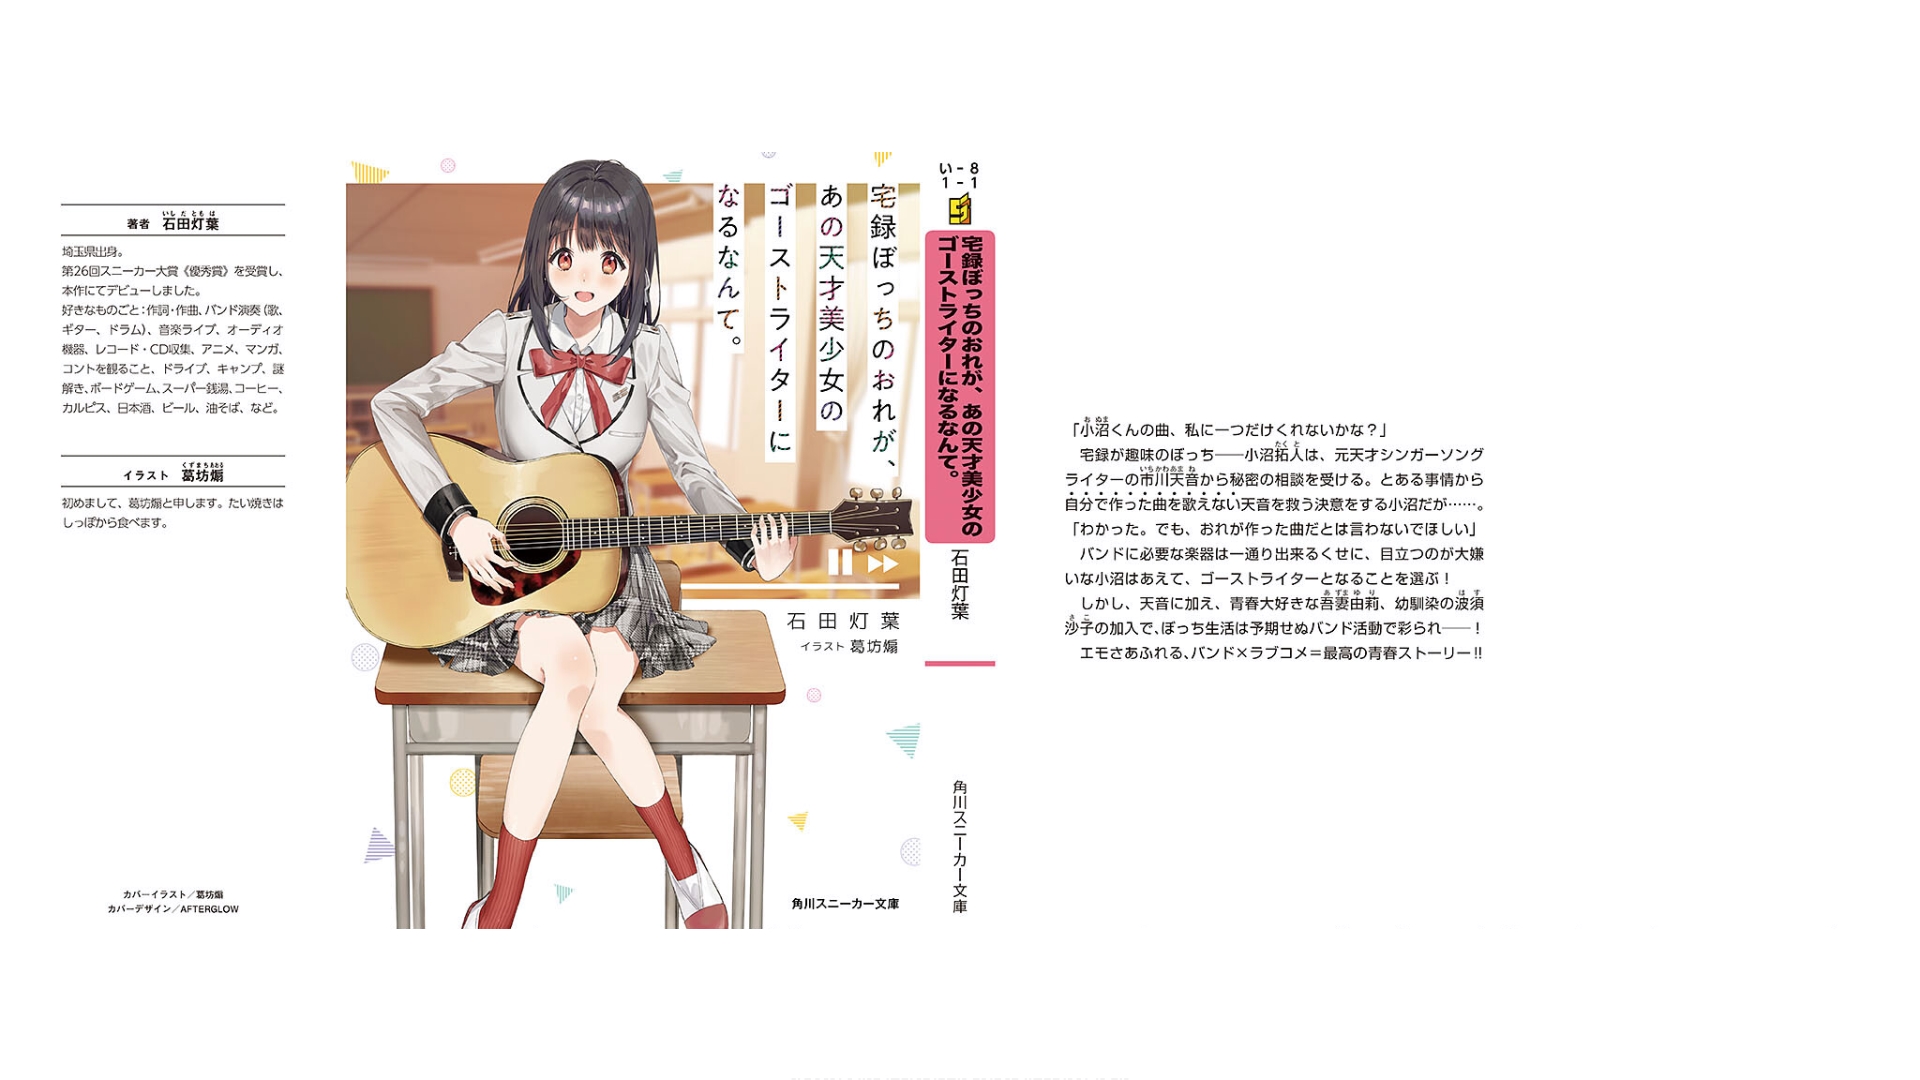 著者 石田灯葉
埼玉県出身。
第26回スニーカー大賞《優秀賞》を受賞し、
本作にてデビューしました。
好きなものごと：作詞・作曲、バンド演奏（歌、
ギター、ドラム）、音楽ライブ、オーディオ
機器、レコード・CD収集、アニメ、マンガ、
コントを観ること、ドライブ、キャンプ、謎
解き、ボードゲーム、スーパー銭湯、コーヒー、
カルピス、日本酒、ビール、油そば、など。
イラスト 葛坊煽
初めまして、葛坊煽と申します。たい焼きは
しっぽから食べます。
カバーイラスト／葛坊煽
カバーデザイン／AFTERGLOW
宅録ぼっちのおれが、
あの天才美少女の
ゴーストライターに
なるなんて。
石田灯葉
イラスト 葛坊煽
角川スニーカー文庫
い-8
1-1
宅録ぼっちのおれが、あの天才美少女の
ゴーストライターになるなんて。
石田灯葉
角川スニーカー文庫
「小沼くんの曲、私に一つだけくれないかな？」
宅録が趣味のぼっち──小沼拓人は、元天才シンガーソング
ライターの市川天音から秘密の相談を受ける。とある事情から
自分で作った曲を歌えない天音を救う決意をする小沼だが……。
「わかった。でも、おれが作った曲だとは言わないでほしい」
バンドに必要な楽器は一通り出来るくせに、目立つのが大嫌
いな小沼はあえて、ゴーストライターとなることを選ぶ！
しかし、天音に加え、青春大好きな吾妻由莉、幼馴染の波須
沙子の加入で、ぼっち生活は予期せぬバンド活動で彩られ──！
エモさあふれる、バンド×ラブコメ＝最高の青春ストーリー!!